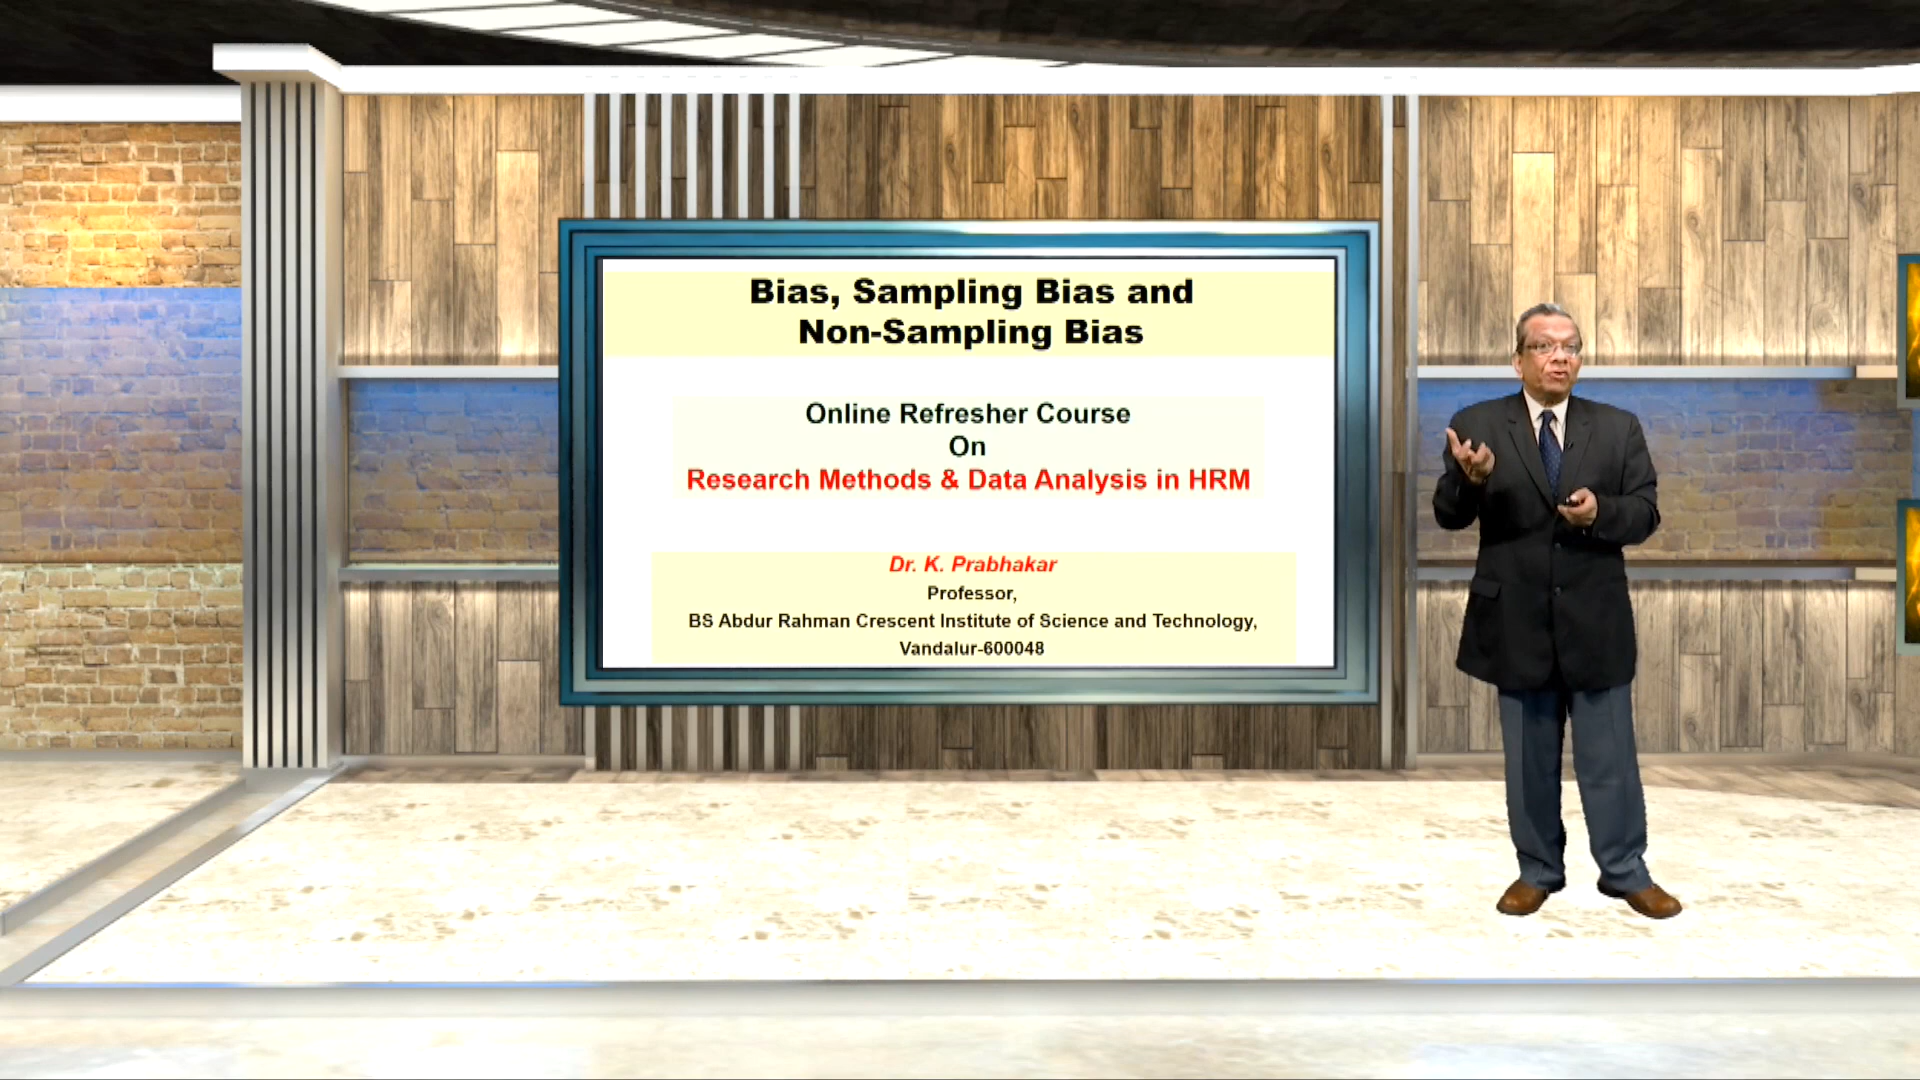 Bias, Sampling Bias and
Non-Sampling Bias
Online Refresher Course
On
Research Methods & Data Analysis in HRM
Dr. K. Prabhakar
Professor,
BS Abdur Rahman Crescent Institute of Science and Technology,
Vandalur-600048